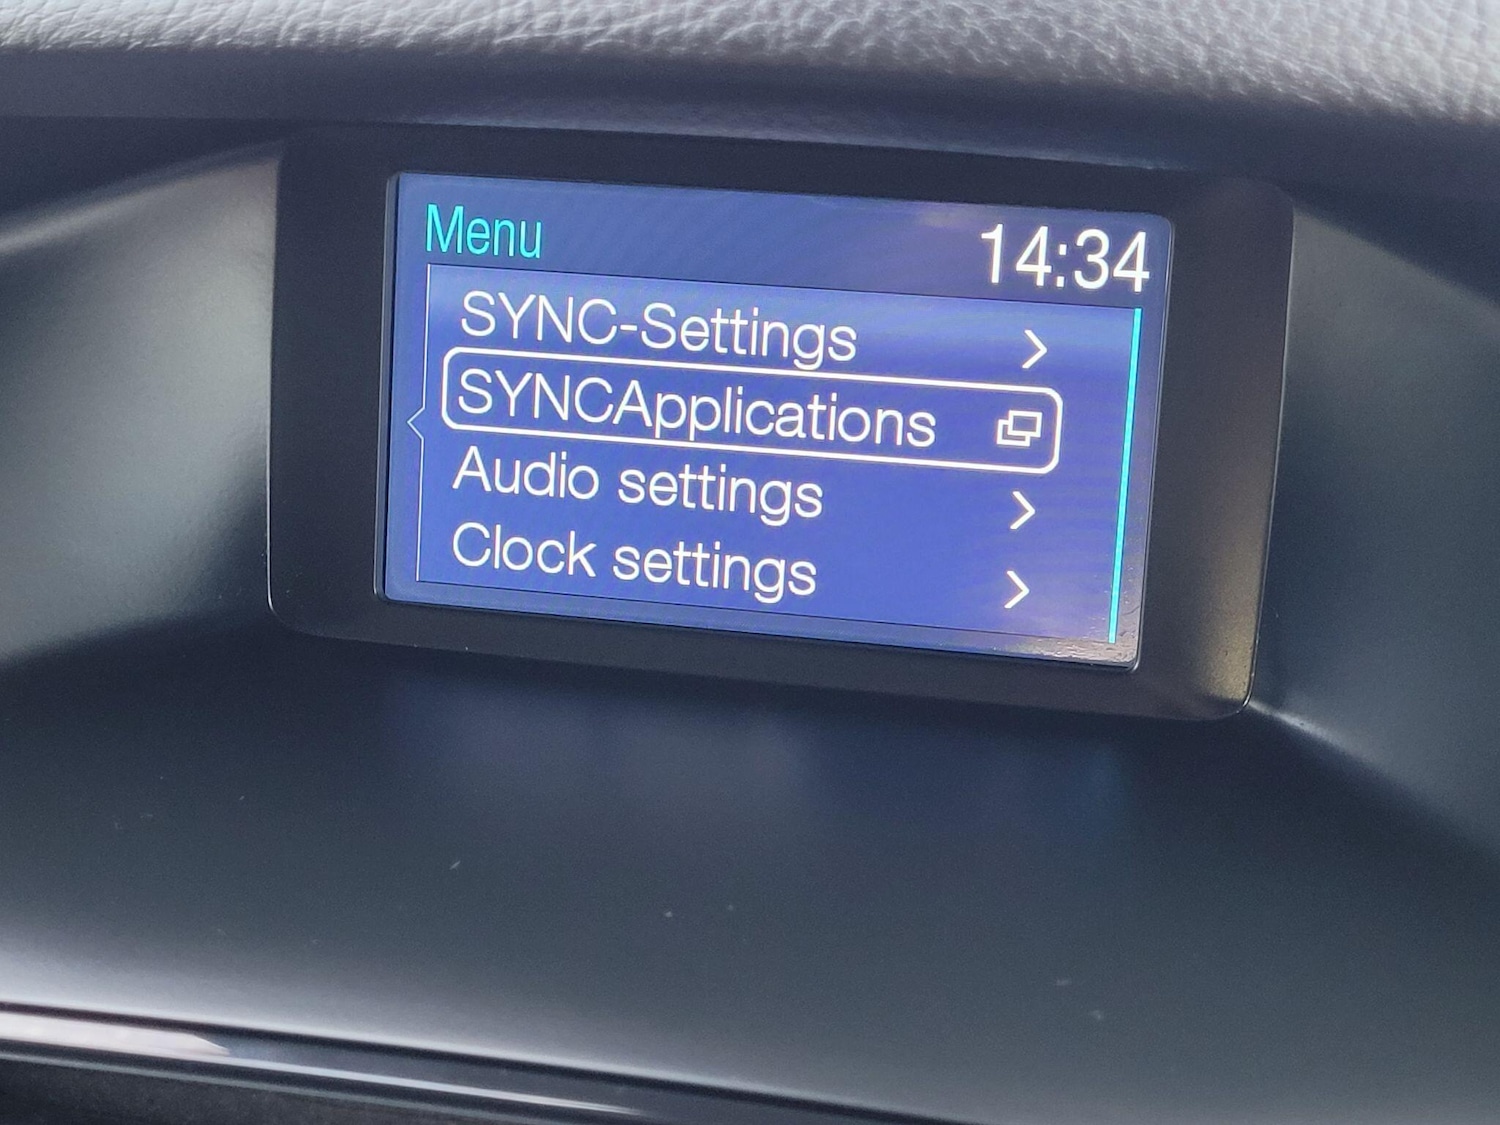 Menu
14:34
SYNC-Settings
SYNCApplications
Audio settings
Clock settings